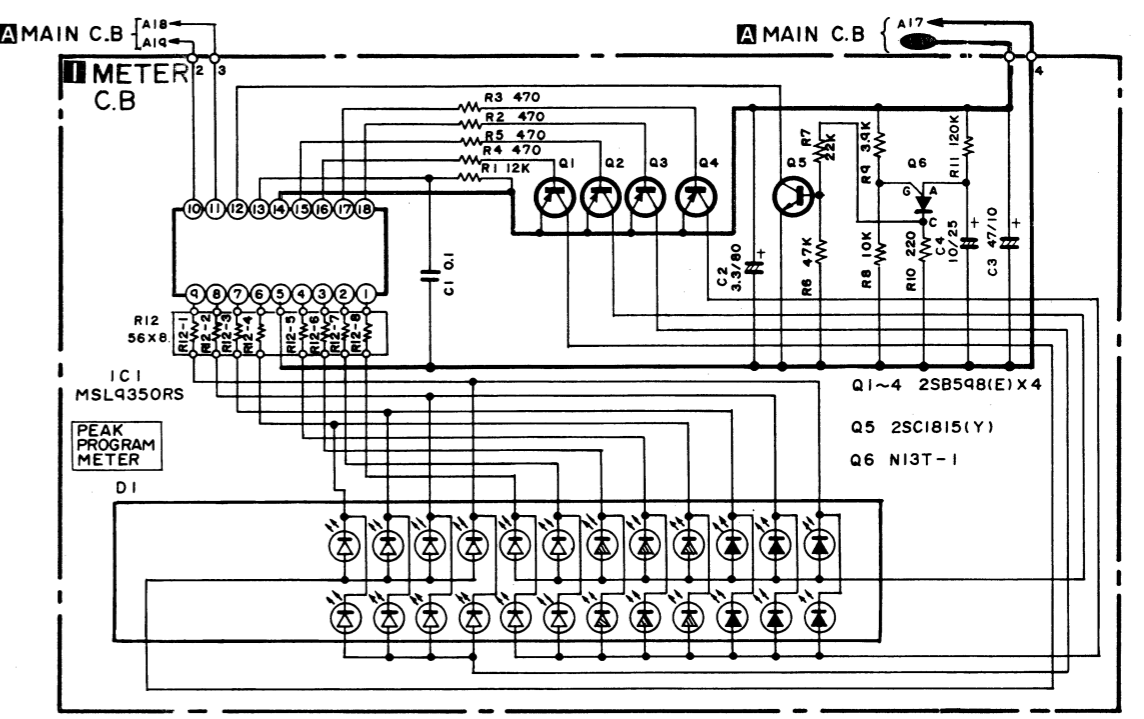 A MAIN C.B
A18
A19
A MAIN C.B
A17
2
3
4
I METER
C.B
R3 470
R2 470
R5 470
R4 470
R1 12K
Q1
Q2
Q3
Q4
Q5
R7
22K
R9 3.9K
Q6
G
A
C
R11 120K
10 11 12 13 14 15 16 17 18
C1 0.1
C2
3.3/80
+
R6 47K
R8 10K
R10 220
C4
10/25
+
C3 47/10
+
9 8 7 6 5 4 3 2 1
R12
56X8
R12-1
R12-2
R12-3
R12-4
R12-5
R12-6
R12-7
R12-8
IC1
MSL9350RS
Q1~4 2SB598(E)X4
Q5 2SC1815(Y)
Q6 N13T-1
PEAK
PROGRAM
METER
D1